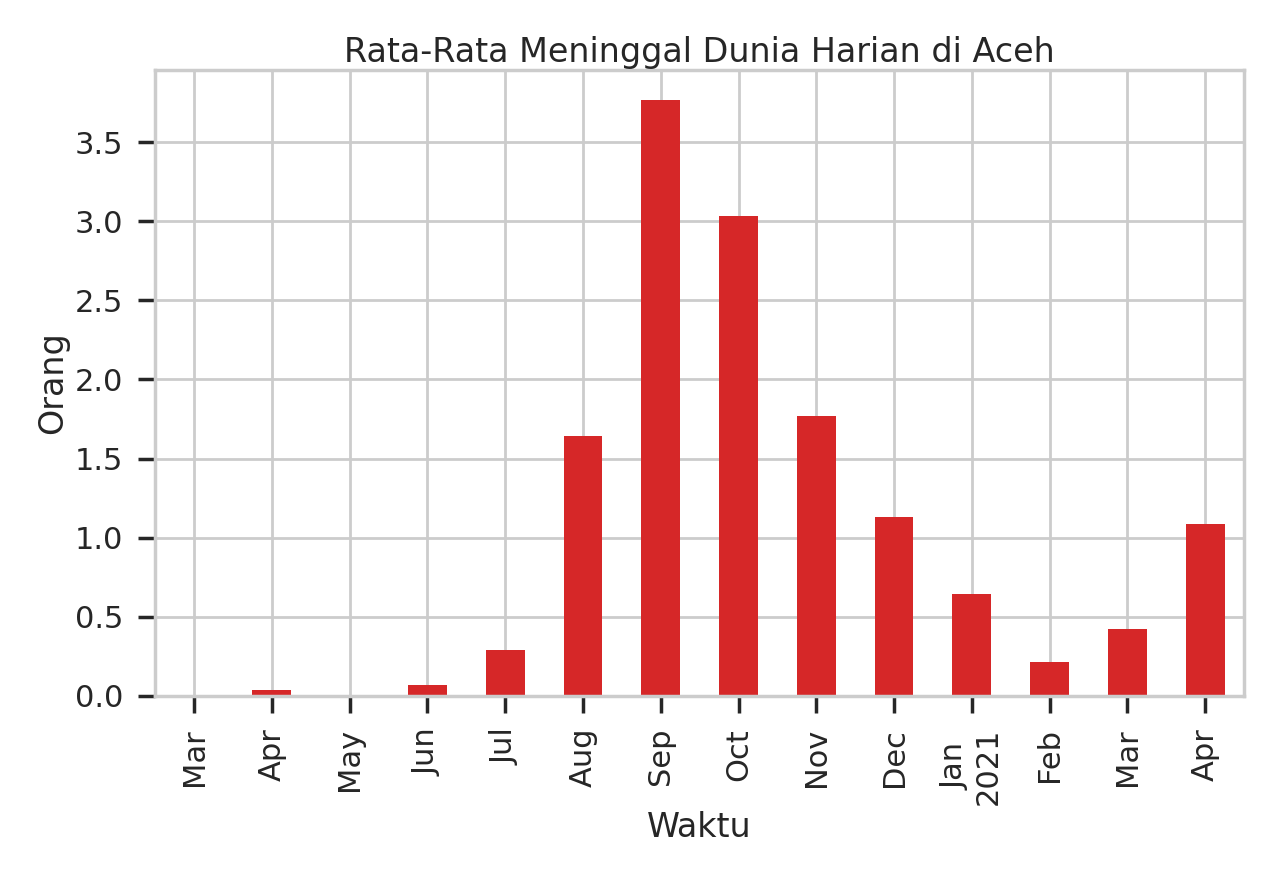 Rata-Rata Meninggal Dunia Harian di Aceh
Orang
3.5
3.0
2.5
2.0
1.5
1.0
0.5
0.0
Mar
Apr
May
Jun
Jul
Aug
Sep
Oct
Nov
Dec
Jan
2021
Feb
Mar
Apr
Waktu